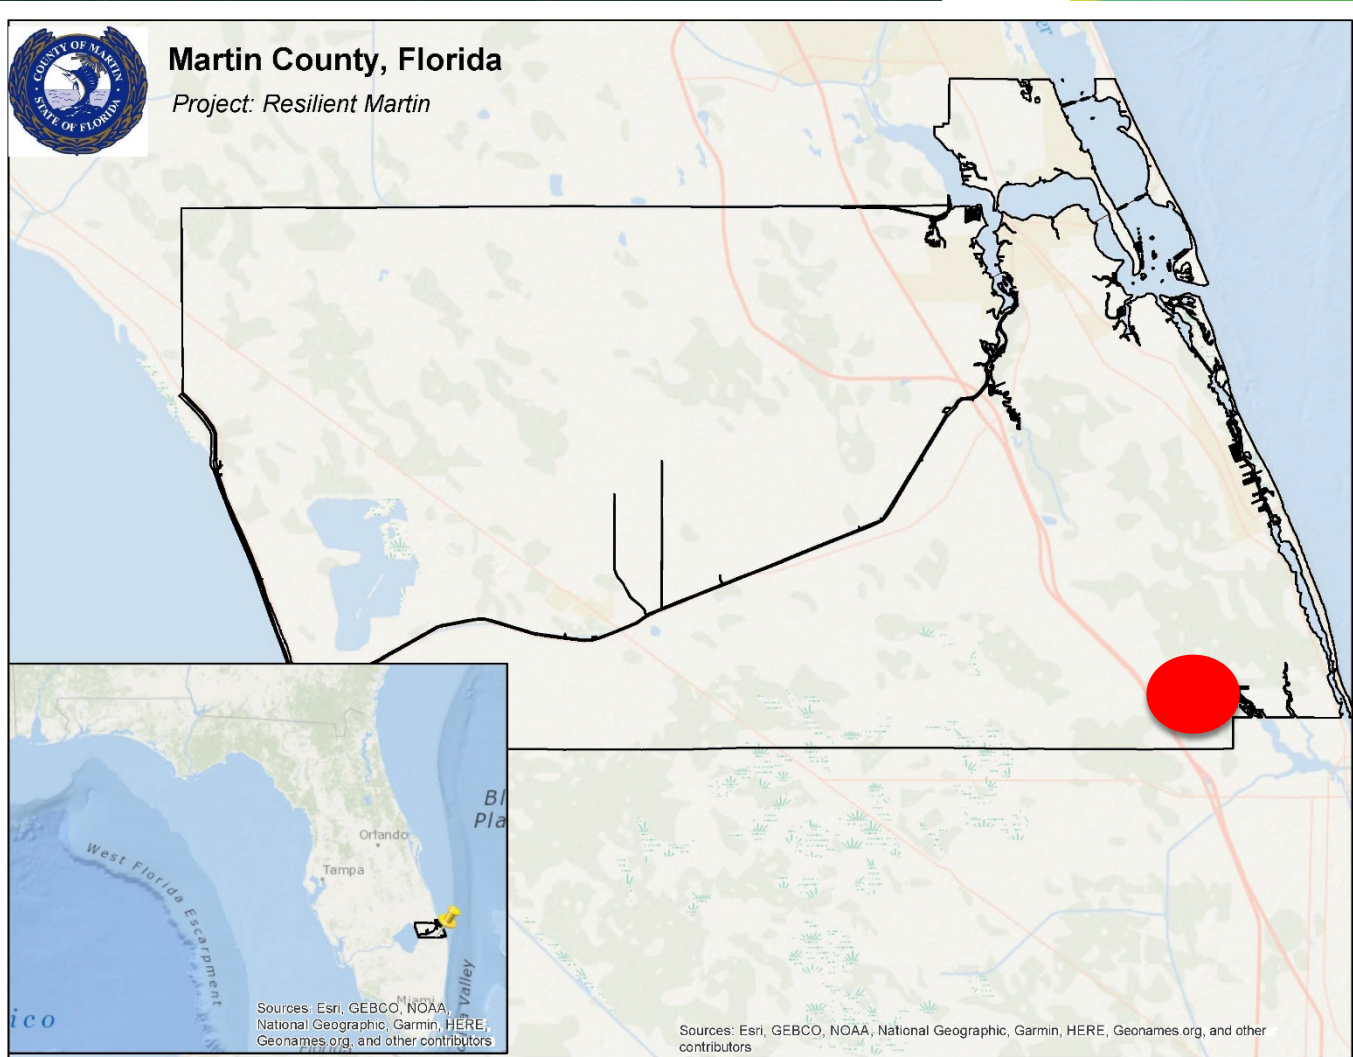 COUNTY OF MARTIN
STATE OF FLORIDA
Martin County, Florida
Project: Resilient Martin
Bl
Pla
Orlando
Tampa
West Florida Escarpment
Miami
Valley
ico
Sources: Esri, GEBCO, NOAA,
National Geographic, Garmin, HERE,
Geonames.org, and other contributors
Sources: Esri, GEBCO, NOAA, National Geographic, Garmin, HERE, Geonames.org, and other
contributors